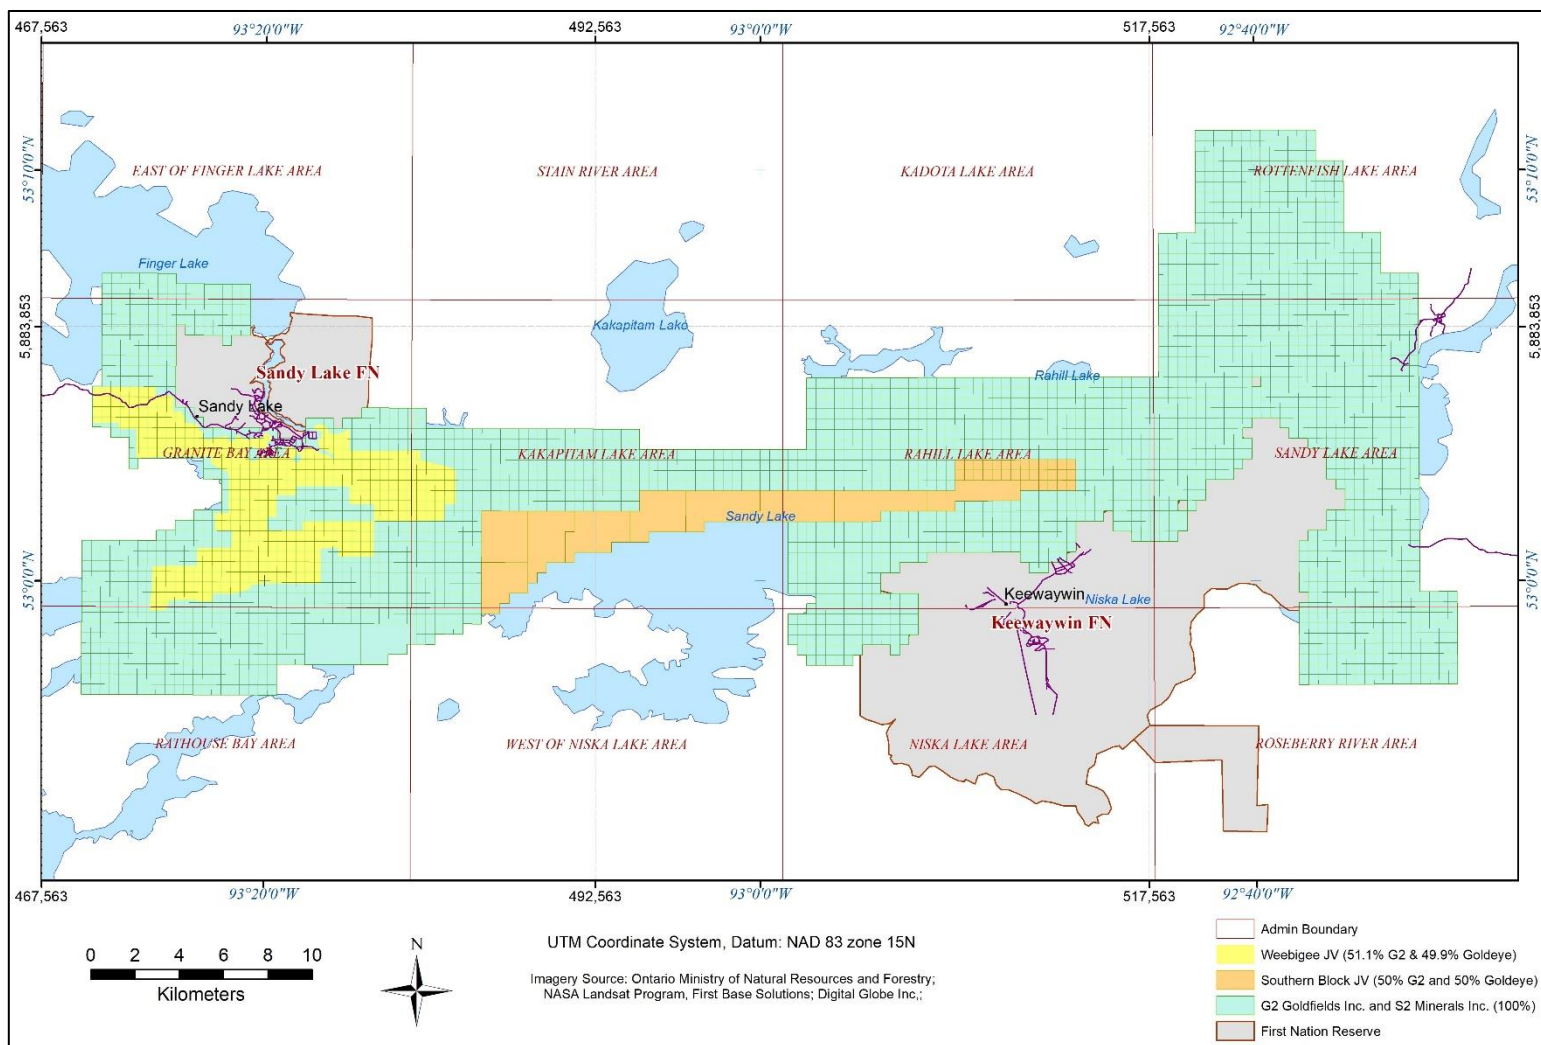 467,563
93°20'0"W
492,563
93°0'0"W
517,563
92°40'0"W
53°10'0"N
53°10'0"N
EAST OF FINGER LAKE AREA
STAIN RIVER AREA
KADOTA LAKE AREA
ROTTENFISH LAKE AREA
Finger Lake
5,883,853
Kakapitam Lake
5,883,853
Sandy Lake FN
Rahill Lake
Sandy Lake
GRANITE BAY AREA
KAKAPITAM LAKE AREA
RAHILL LAKE AREA
SANDY LAKE AREA
Sandy Lake
53°0'0"N
53°0'0"N
Keewaywin
Niska Lake
Keewaywin FN
RATHOUSE BAY AREA
WEST OF NISKA LAKE AREA
NISKA LAKE AREA
ROSEBERRY RIVER AREA
467,563
93°20'0"W
492,563
93°0'0"W
517,563
92°40'0"W
0 2 4 6 8 10
Kilometers
N
UTM Coordinate System, Datum: NAD 83 zone 15N
Imagery Source: Ontario Ministry of Natural Resources and Forestry;
NASA Landsat Program, First Base Solutions; Digital Globe Inc,;
Admin Boundary
Weebigee JV (51.1% G2 & 49.9% Goldeye)
Southern Block JV (50% G2 and 50% Goldeye)
G2 Goldfields Inc. and S2 Minerals Inc. (100%)
First Nation Reserve